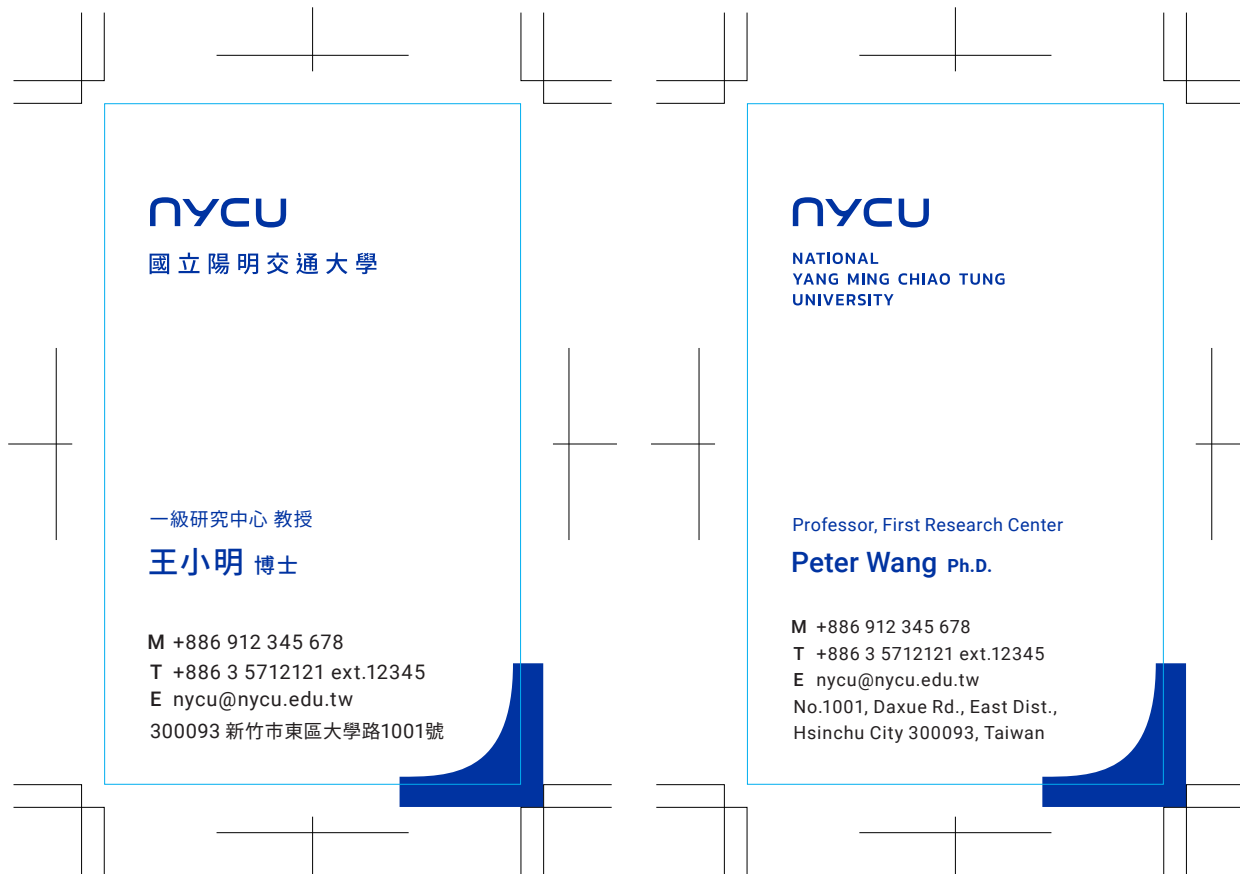 NYCU
國立陽明交通大學
一級研究中心 教授
王小明 博士
M +886 912 345 678
T +886 3 5712121 ext.12345
E nycu@nycu.edu.tw
300093 新竹市東區大學路1001號
NYCU
NATIONAL
YANG MING CHIAO TUNG
UNIVERSITY
Professor, First Research Center
Peter Wang Ph.D.
M +886 912 345 678
T +886 3 5712121 ext.12345
E nycu@nycu.edu.tw
No.1001, Daxue Rd., East Dist.,
Hsinchu City 300093, Taiwan